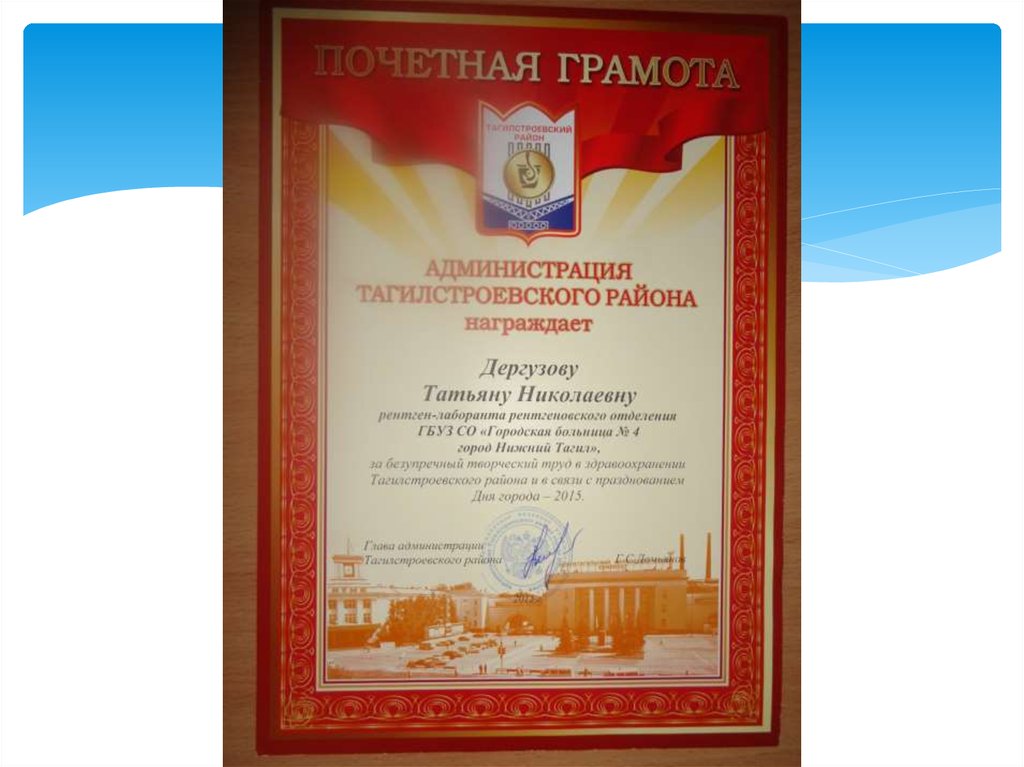 ПОЧЕТНАЯ ГРАМОТА
ТАГИЛСТРОЕВСКИЙ
РАЙОН
АДМИНИСТРАЦИЯ
ТАГИЛСТРОЕВСКОГО РАЙОНА
награждает
Дергузову
Татьяну Николаевну
рентген-лаборанта рентгеновского отделения
ГБУЗ СО «Городская больница № 4
город Нижний Тагил»,
за безупречный творческий труд в здравоохранении
Тагилстроевского района и в связи с празднованием
Дня города – 2015.
Глава администрации
Тагилстроевского района Г.С.Демьянов
2015